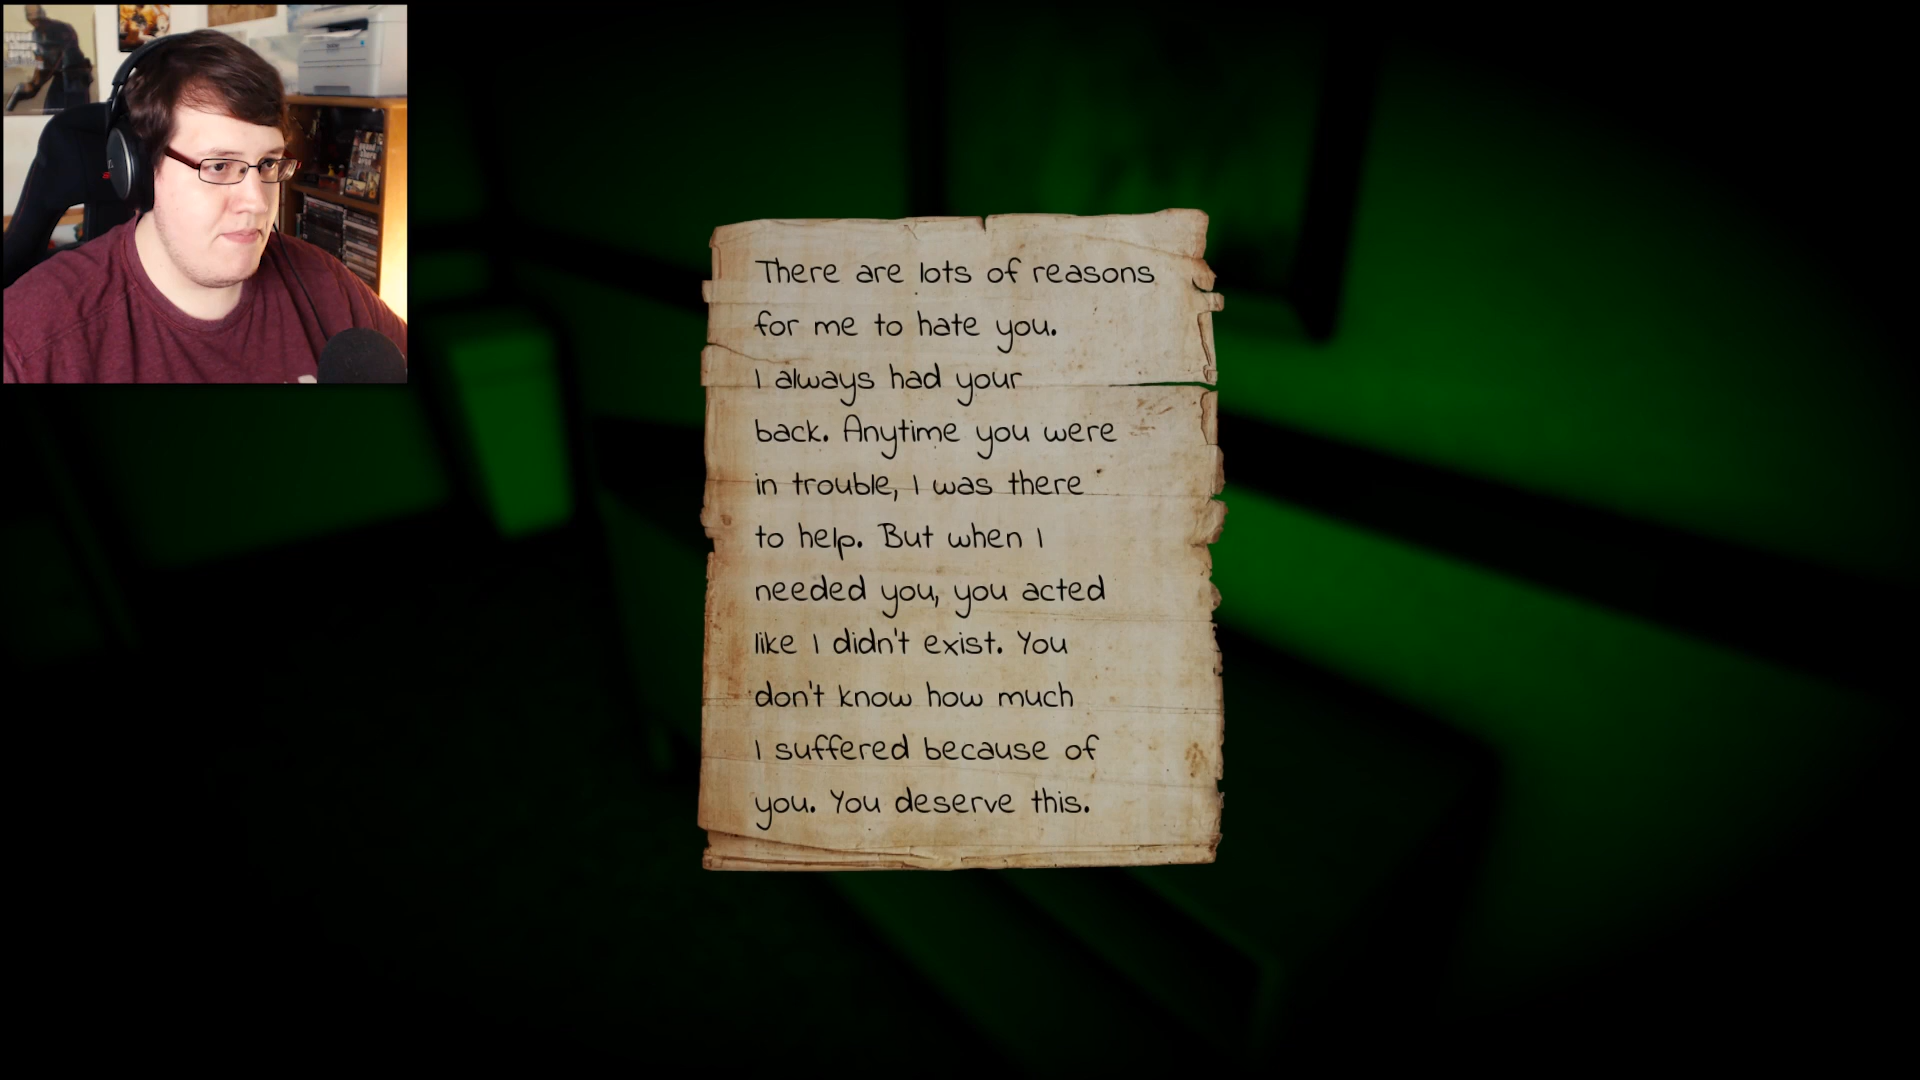 There are lots of reasons
for me to hate you.
I always had your
back. Anytime you were
in trouble, I was there
to help. But when I
needed you, you acted
like I didn't exist. You
don't know how much
I suffered because of
you. You deserve this.